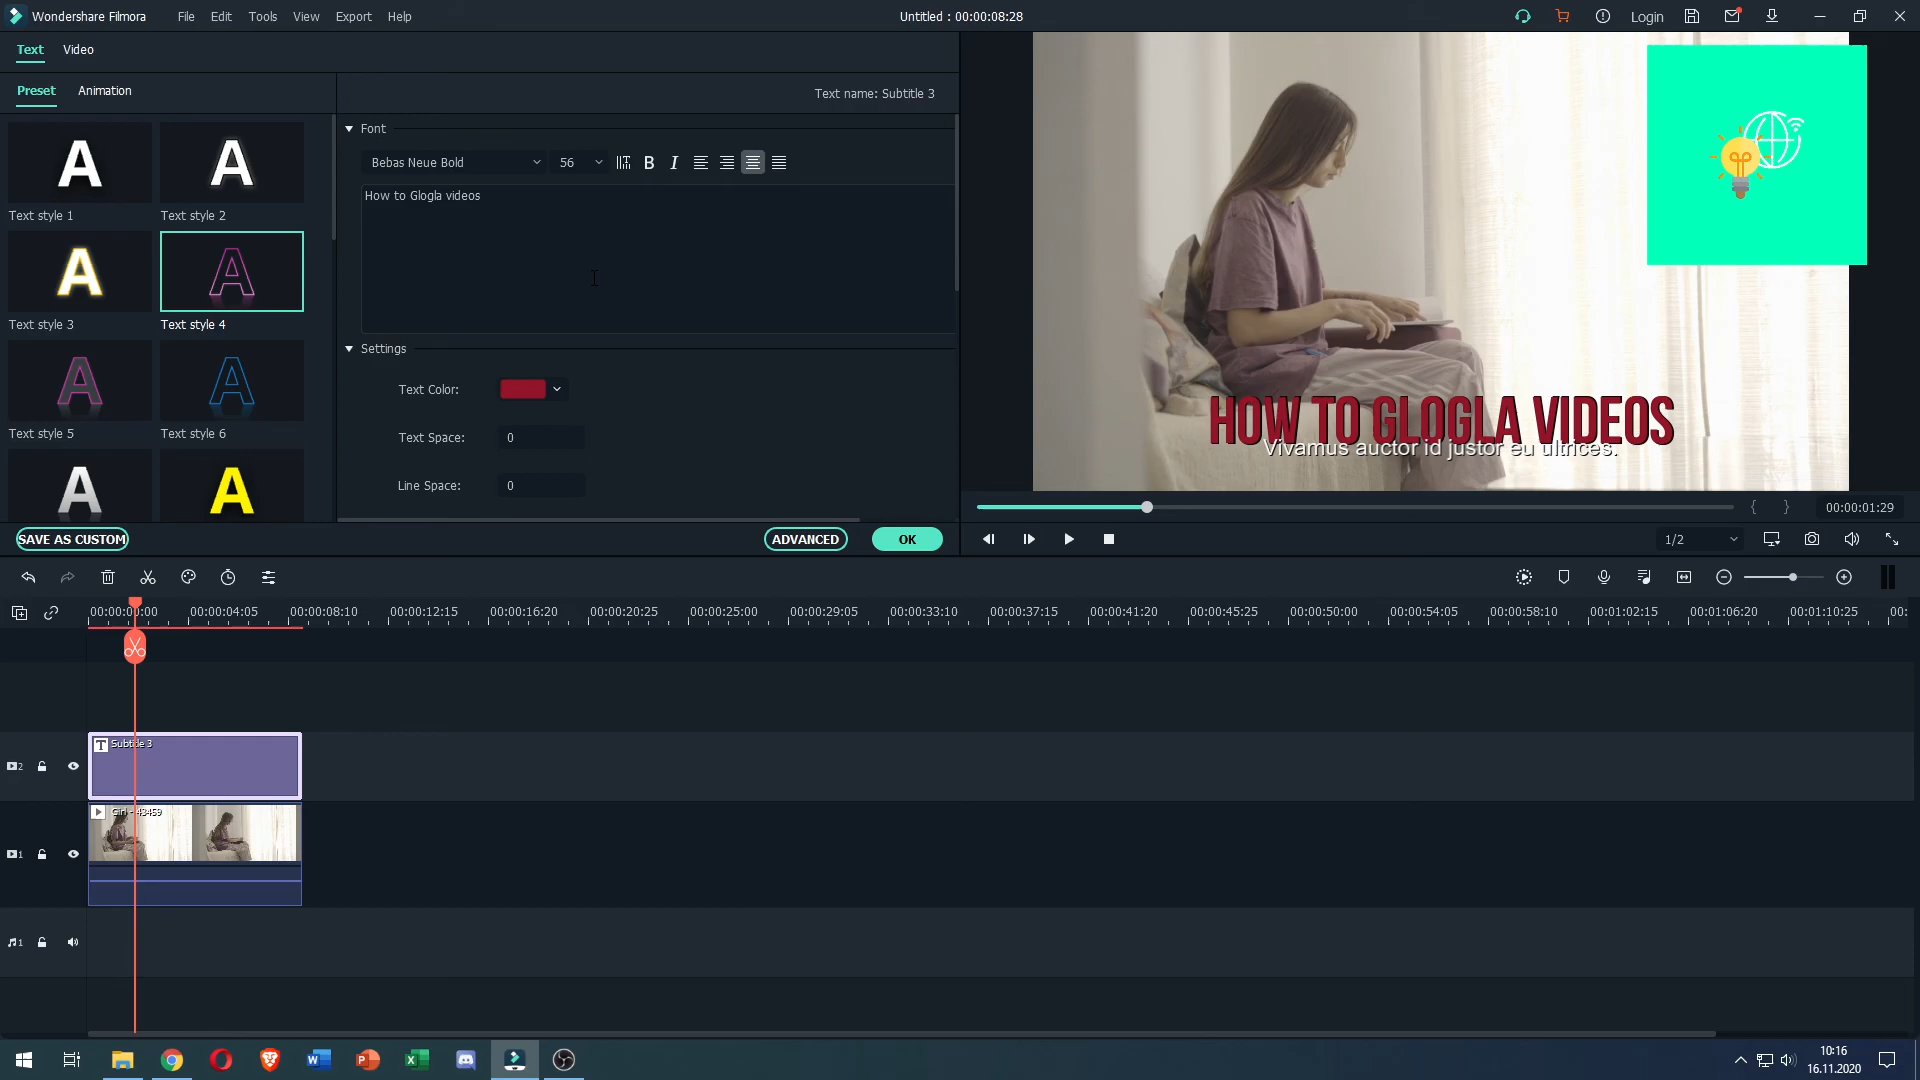 Wondershare Filmora
File
Edit
Tools
View
Export
Help
Untitled : 00:00:08:28
Login
Text
Video
Preset
Animation
Text name: Subtitle 3
A
Text style 1
A
Text style 2
A
Text style 3
A
Text style 4
A
Text style 5
A
Text style 6
A
A
Font
Bebas Neue Bold
56
B
I
How to Glogla videos
Settings
Text Color:
Text Space:
0
Line Space:
0
SAVE AS CUSTOM
ADVANCED
OK
HOW TO GLOGLA VIDEOS
Vivamus auctor id justor eu ultrices.
{ }
00:00:01:29
1/2
00:00:00:00
00:00:04:05
00:00:08:10
00:00:12:15
00:00:16:20
00:00:20:25
00:00:25:00
00:00:29:05
00:00:33:10
00:00:37:15
00:00:41:20
00:00:45:25
00:00:50:00
00:00:54:05
00:00:58:10
00:01:02:15
00:01:06:20
00:01:10:25
00:
T
Subtitle 3
2
Girl - 43459
1
1
10:16
16.11.2020